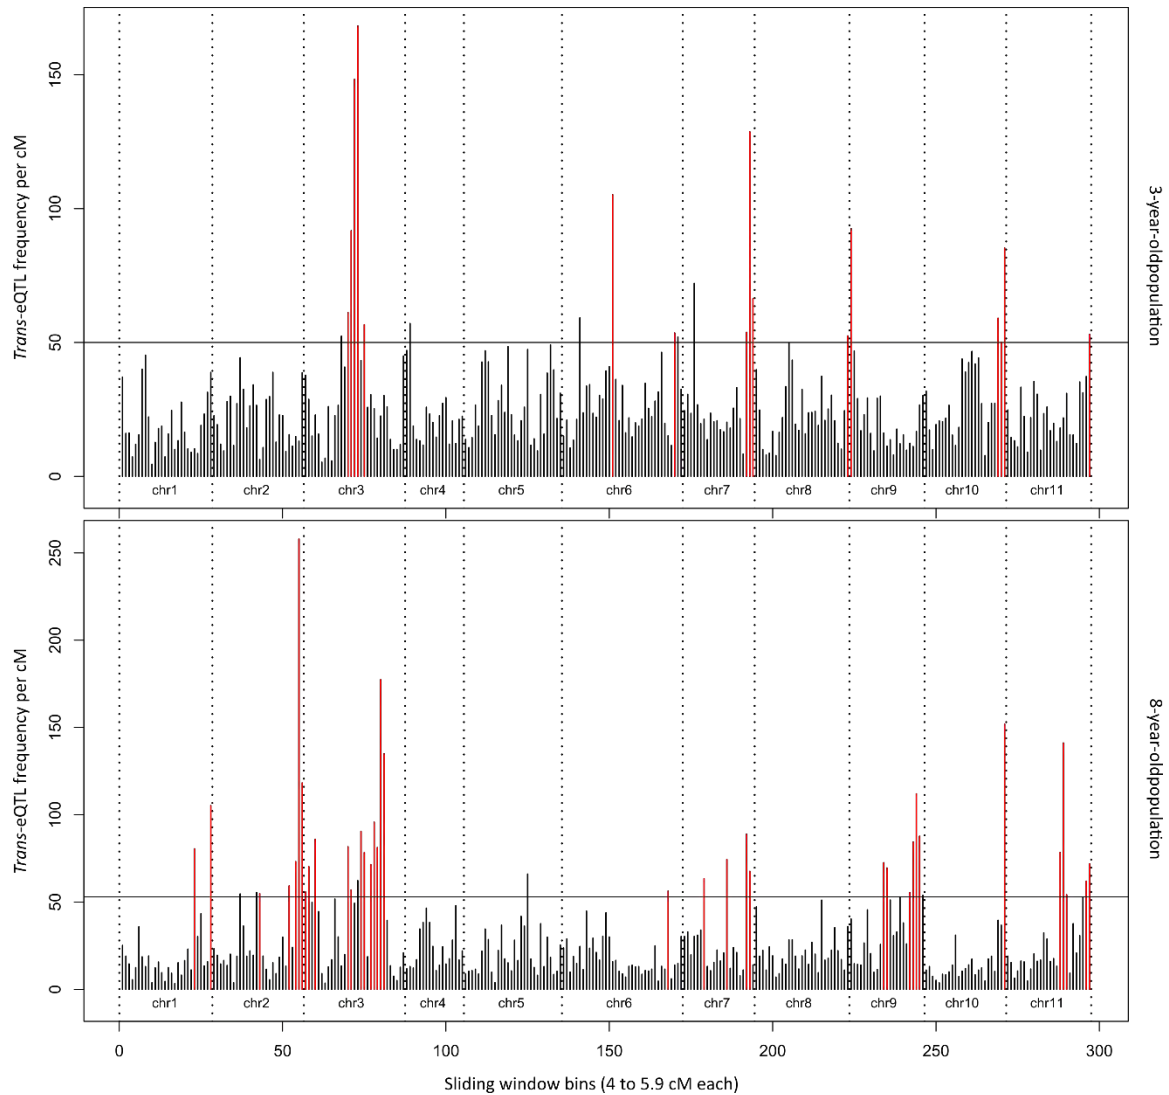 150
100
50
0
Trans-eQTL frequency per cM
3-year-oldpopulation
chr1 chr2 chr3 chr4 chr5 chr6 chr7 chr8 chr9 chr10 chr11
250
200
150
100
50
0
Trans-eQTL frequency per cM
8-year-oldpopulation
chr1 chr2 chr3 chr4 chr5 chr6 chr7 chr8 chr9 chr10 chr11
0 50 100 150 200 250 300
Sliding window bins (4 to 5.9 cM each)